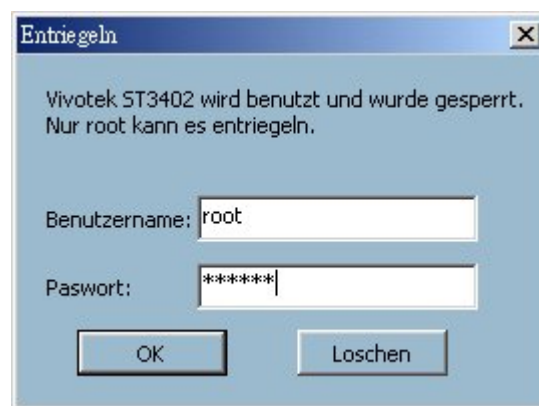 Entriegeln
Vivotek ST3402 wird benutzt und wurde gesperrt.
Nur root kann es entriegeln.
Benutzername: root
Paswort: ******
OK Loschen